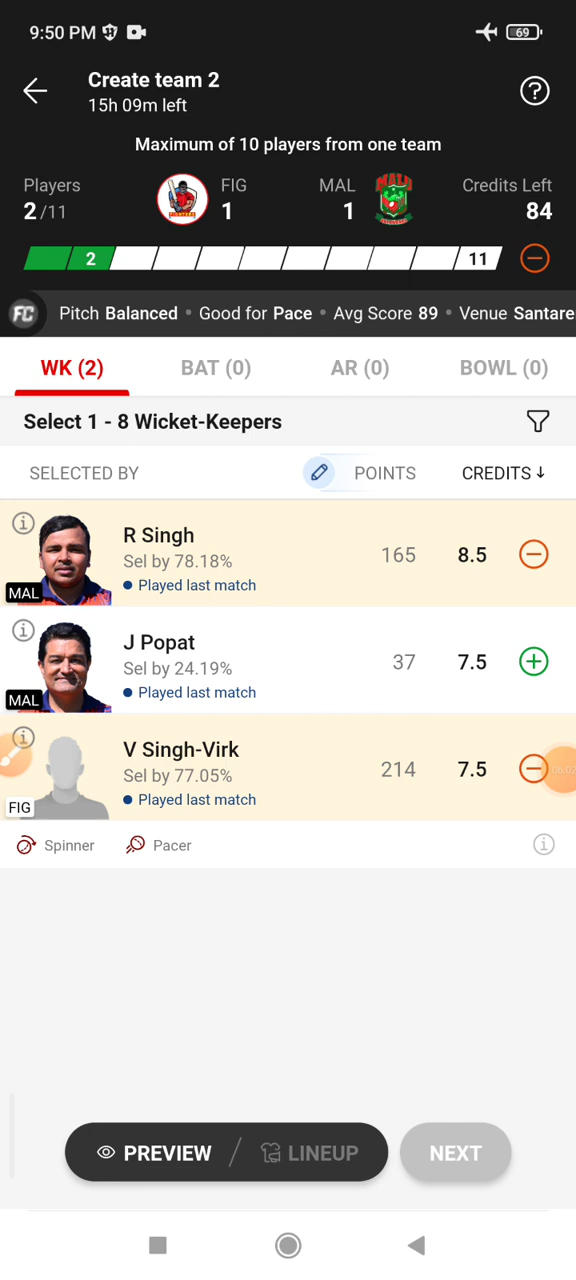 9:50 PM
69
Create team 2
15h 09m left
Maximum of 10 players from one team
Players
2/11
FIG
1
MAL
1
Credits Left
84
2
11
FC Pitch Balanced • Good for Pace • Avg Score 89 • Venue Santare
WK (2) BAT (0) AR (0) BOWL (0)
Select 1 - 8 Wicket-Keepers
SELECTED BY POINTS CREDITS ↓
R Singh
Sel by 78.18%
Played last match
165 8.5
MAL
J Popat
Sel by 24.19%
Played last match
37 7.5
MAL
V Singh-Virk
Sel by 77.05%
Played last match
214 7.5
FIG
Spinner Pacer
PREVIEW / LINEUP NEXT